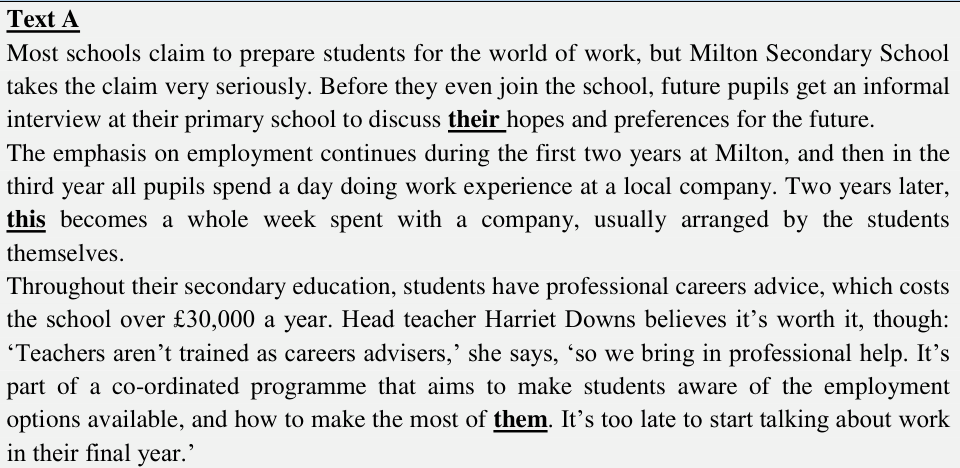 Text A
Most schools claim to prepare students for the world of work, but Milton Secondary School
takes the claim very seriously. Before they even join the school, future pupils get an informal
interview at their primary school to discuss their hopes and preferences for the future.
The emphasis on employment continues during the first two years at Milton, and then in the
third year all pupils spend a day doing work experience at a local company. Two years later,
this becomes a whole week spent with a company, usually arranged by the students
themselves.
Throughout their secondary education, students have professional careers advice, which costs
the school over £30,000 a year. Head teacher Harriet Downs believes it’s worth it, though:
‘Teachers aren’t trained as careers advisers,’ she says, ‘so we bring in professional help. It’s
part of a co-ordinated programme that aims to make students aware of the employment
options available, and how to make the most of them. It’s too late to start talking about work
in their final year.’